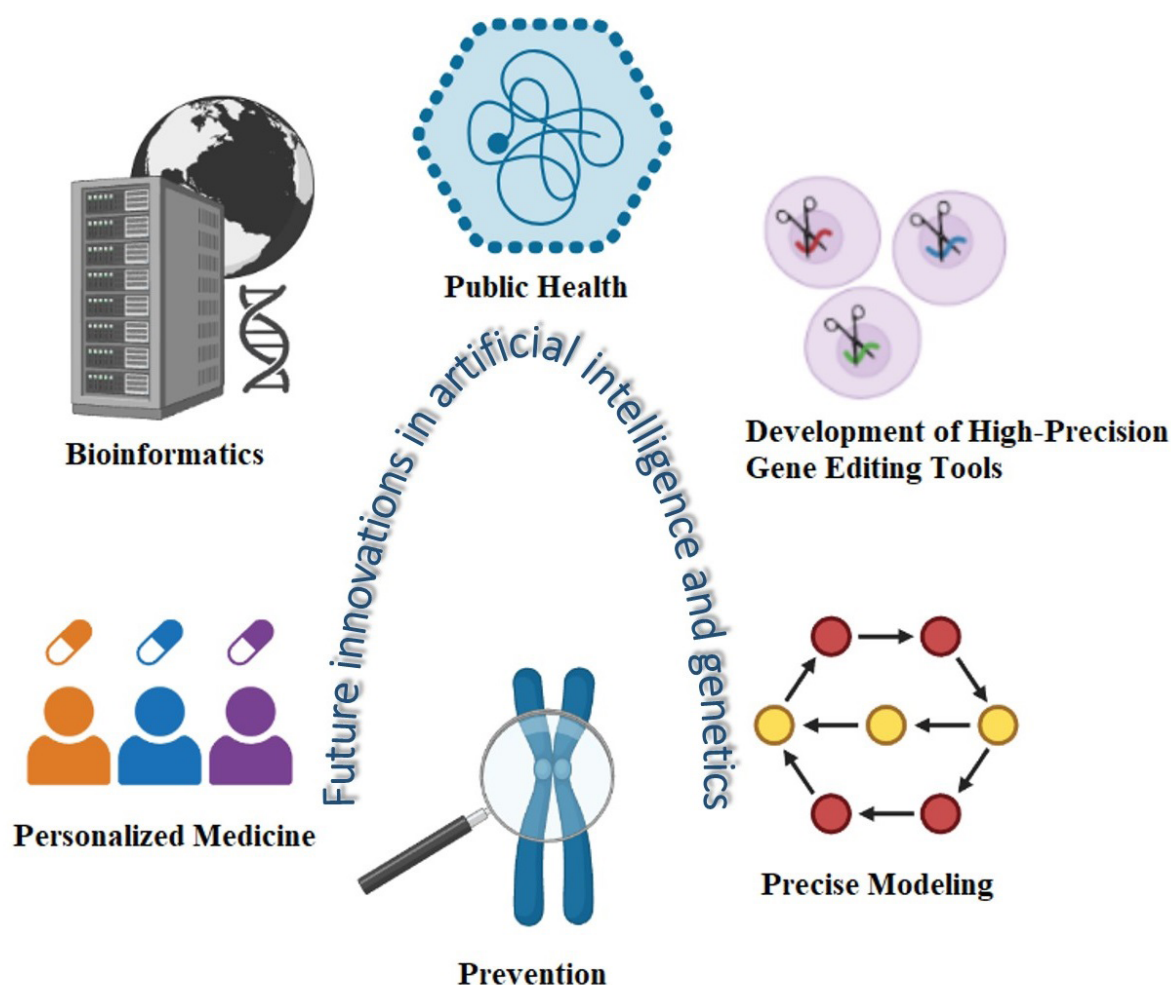 Public Health
Bioinformatics
Development of High-Precision
Gene Editing Tools
Future innovations in artificial intelligence and genetics
Personalized Medicine
Precise Modeling
Prevention